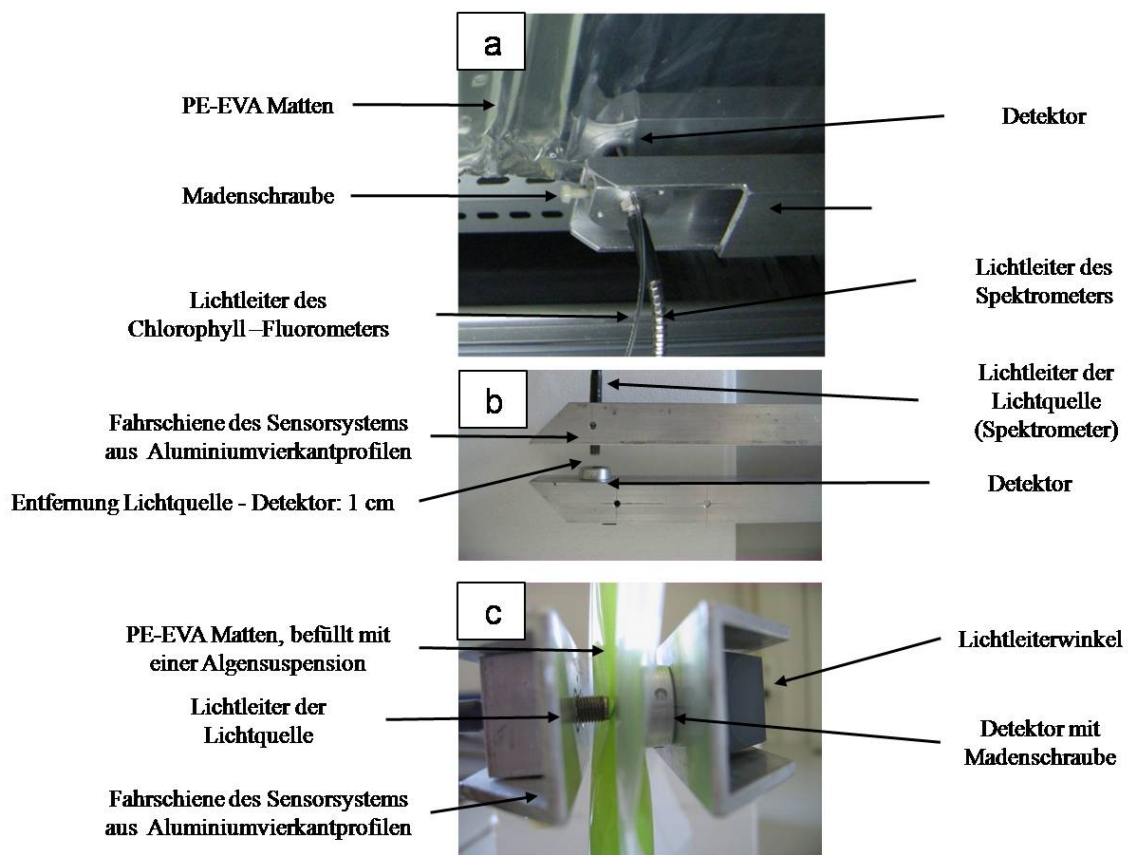 a
PE-EVA Matten
Detektor
Madenschraube
Lichtleiter des
Chlorophyll –Fluorometers
Lichtleiter des
Spektrometers
b
Lichtleiter der
Lichtquelle
(Spektrometer)
Fahrschiene des Sensorsystems
aus Aluminiumvierkantprofilen
Entfernung Lichtquelle - Detektor: 1 cm
Detektor
c
PE-EVA Matten, befüllt mit
einer Algensuspension
Lichtleiterwinkel
Lichtleiter der
Lichtquelle
Detektor mit
Madenschraube
Fahrschiene des Sensorsystems
aus Aluminiumvierkantprofilen